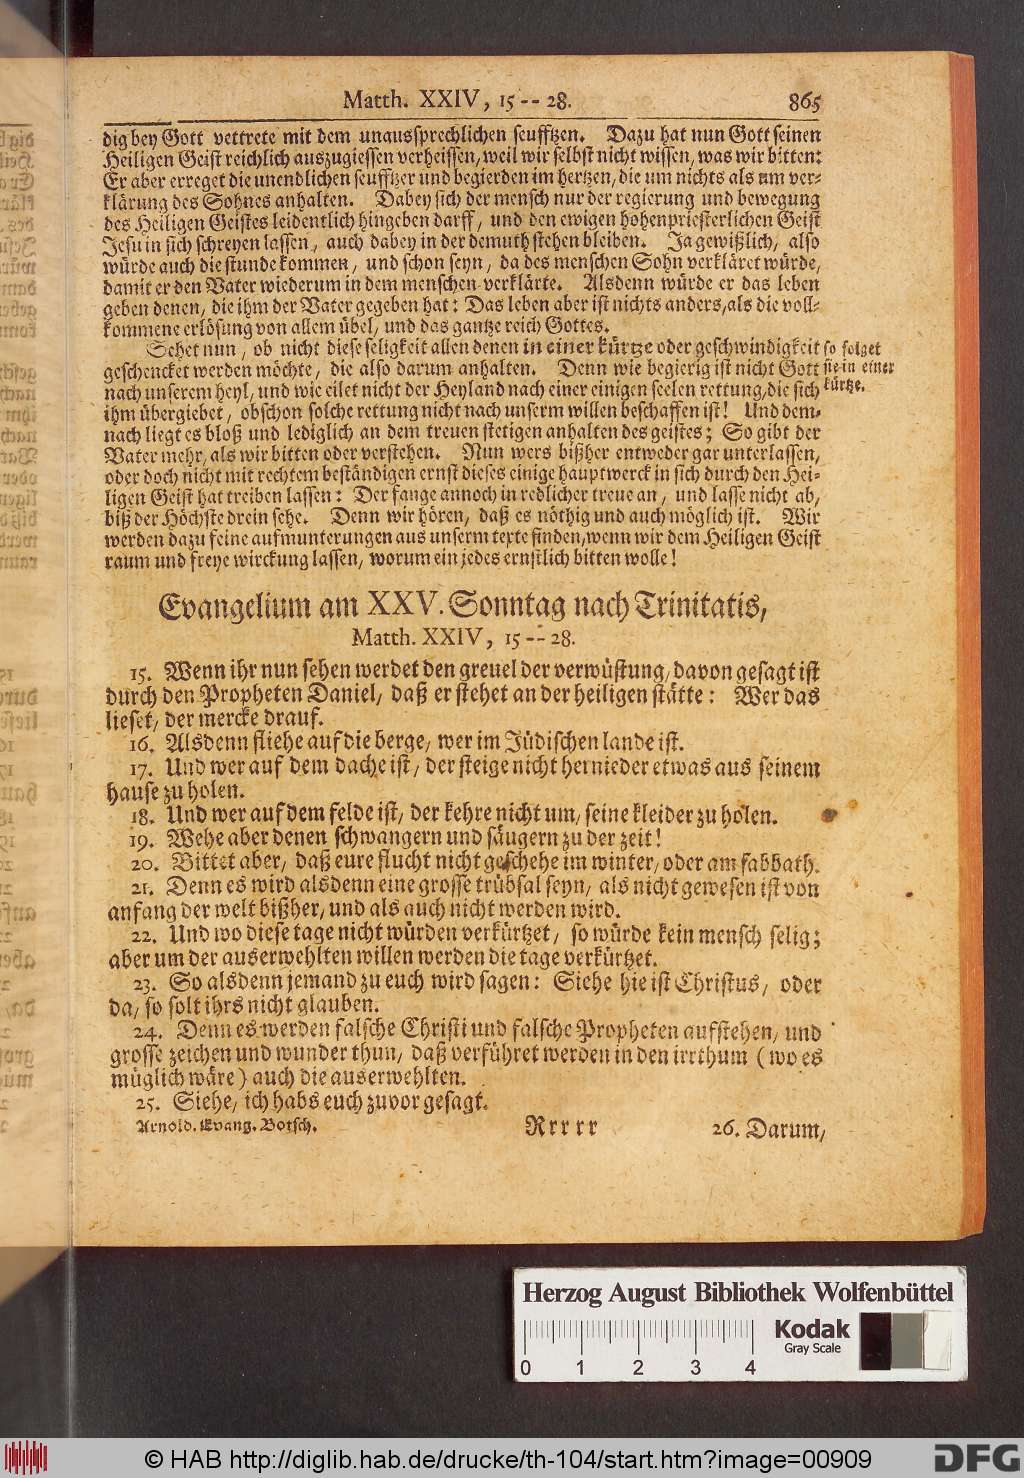 Matth. XXIV, 15 -- 28. 865
dig bey Gott vettrete mit dem unaussprechlichen seufftzen. Dazu hat nun Gott seinen
Heiligen Geist reichlich auszugiessen verheissen, weil wir selbst nicht wissen, was wir bitten:
Er aber erreget die unendlichen seufftzer und begierden im hertzen, die um nichts als um ver-
klärung des Sohnes anhalten. Dabey sich der mensch nur der regierung und bewegung
des Heiligen Geistes leidentlich hingeben darff, und den ewigen hohenpriesterlichen Geist
Jesu in sich schreyen lassen, auch dabey in der demuth stehen bleiben. Ja gewißlich, also
würde auch die stunde kommen, und schon seyn, da des menschen Sohn verkläret würde,
damit er den Vater wiederum in dem menschen verklärte. Alsdenn würde er das leben
geben denen, die ihm der Vater gegeben hat: Das leben aber ist nichts anders, als die voll-
kommene erlösung von allem übel, und das gantze reich Gottes.
Sehet nun, ob nicht diese seligkeit allen denen in einer kürtze oder geschwindigkeit
so folget
geschencket werden möchte, die also darum anhalten. Denn wie begierig ist nicht Gott
sie in einer
nach unserem heyl, und wie eilet nicht der Heyland nach einer einigen seelen rettung, die sich
kürtze.
ihm übergiebet, obschon solche rettung nicht nach unserm willen beschaffen ist! Und dem-
nach liegt es bloß und lediglich an dem treuen stetigen anhalten des geistes; So gibt der
Vater mehr, als wir bitten oder verstehen. Nun wers bißher entweder gar unterlassen,
oder doch nicht mit rechtem beständigen ernst dieses einige hauptwerck in sich durch den Hei-
ligen Geist hat treiben lassen: Der fange annoch in redlicher treue an, und lasse nicht ab,
biß der Höchste drein sehe. Denn wir hören, daß es nöthig und auch möglich ist. Wir
werden dazu feine aufmunterungen aus unserm texte finden, wenn wir dem Heiligen Geist
raum und freye wirckung lassen, worum ein jedes ernstlich bitten wolle!
Evangelium am XXV. Sonntag nach Trinitatis,
Matth. XXIV, 15 -- 28.
15. Wenn ihr nun sehen werdet den greuel der verwüstung, davon gesagt ist
durch den Propheten Daniel, daß er stehet an der heiligen stätte: Wer das
lieset, der mercke drauf.
16. Alsdenn fliehe auf die berge, wer im Jüdischen lande ist.
17. Und wer auf dem dache ist, der steige nicht hernieder etwas aus seinem
hause zu holen.
18. Und wer auf dem felde ist, der kehre nicht um, seine kleider zu holen.
19. Wehe aber denen schwangern und säugern zu der zeit!
20. Bittet aber, daß eure flucht nicht geschehe im winter, oder am sabbath.
21. Denn es wird alsdenn eine grosse trübsal seyn, als nicht gewesen ist von
anfang der welt bißher, und als auch nicht werden wird.
22. Und wo diese tage nicht würden verkürtzet, so würde kein mensch selig;
aber um der auserwehlten willen werden die tage verkürtzet.
23. So alsdenn jemand zu euch wird sagen: Siehe hie ist Christus, oder
da, so solt ihrs nicht glauben.
24. Denn es werden falsche Christi und falsche Propheten aufstehen, und
grosse zeichen und wunder thun, daß verführet werden in den irrthum (wo es
müglich wäre) auch die auserwehlten.
25. Siehe, ich habs euch zuvor gesagt.
Arnold. Evang. Botsch. Rrrrr 26. Darum,
Herzog August Bibliothek Wolfenbüttel
Kodak
Gray Scale
0 1 2 3 4
© HAB http://diglib.hab.de/drucke/th-104/start.htm?image=00909
DFG